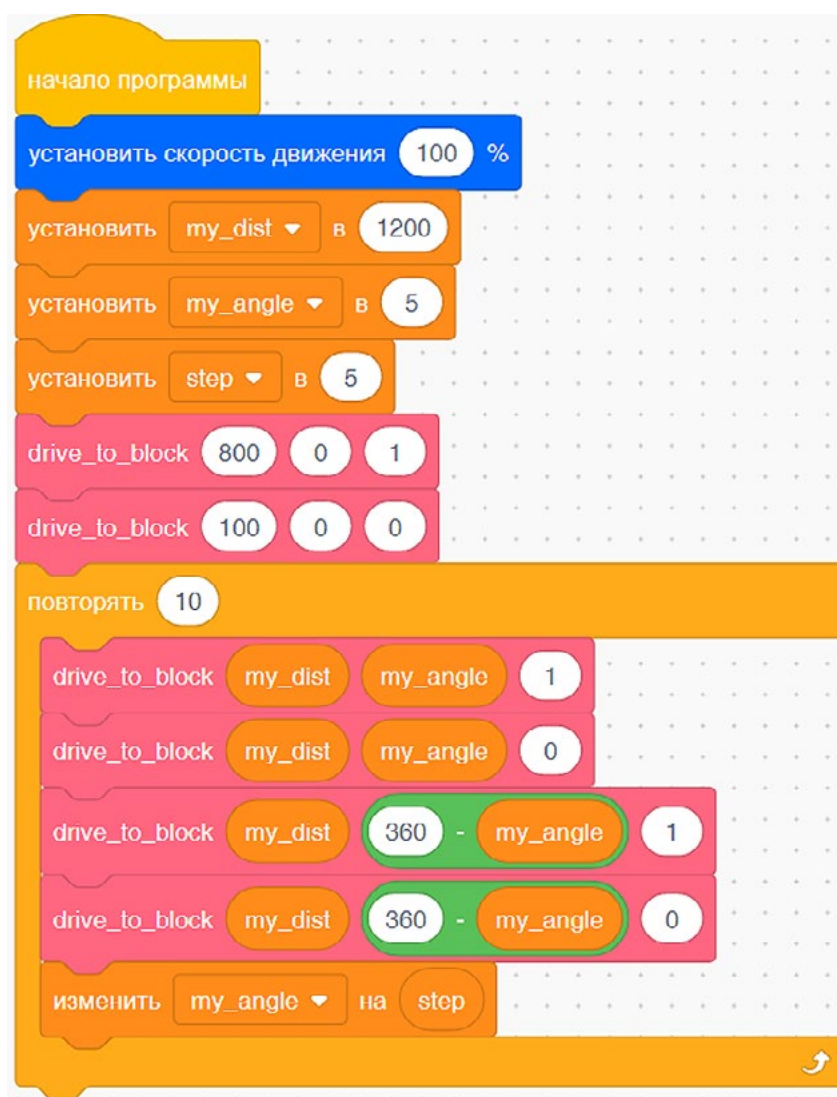 начало программы
установить скорость движения 100 %
установить my_dist в 1200
установить my_angle в 5
установить step в 5
drive_to_block 800 0 1
drive_to_block 100 0 0
повторять 10
drive_to_block my_dist my_angle 1
drive_to_block my_dist my_angle 0
drive_to_block my_dist 360 - my_angle 1
drive_to_block my_dist 360 - my_angle 0
изменить my_angle на step